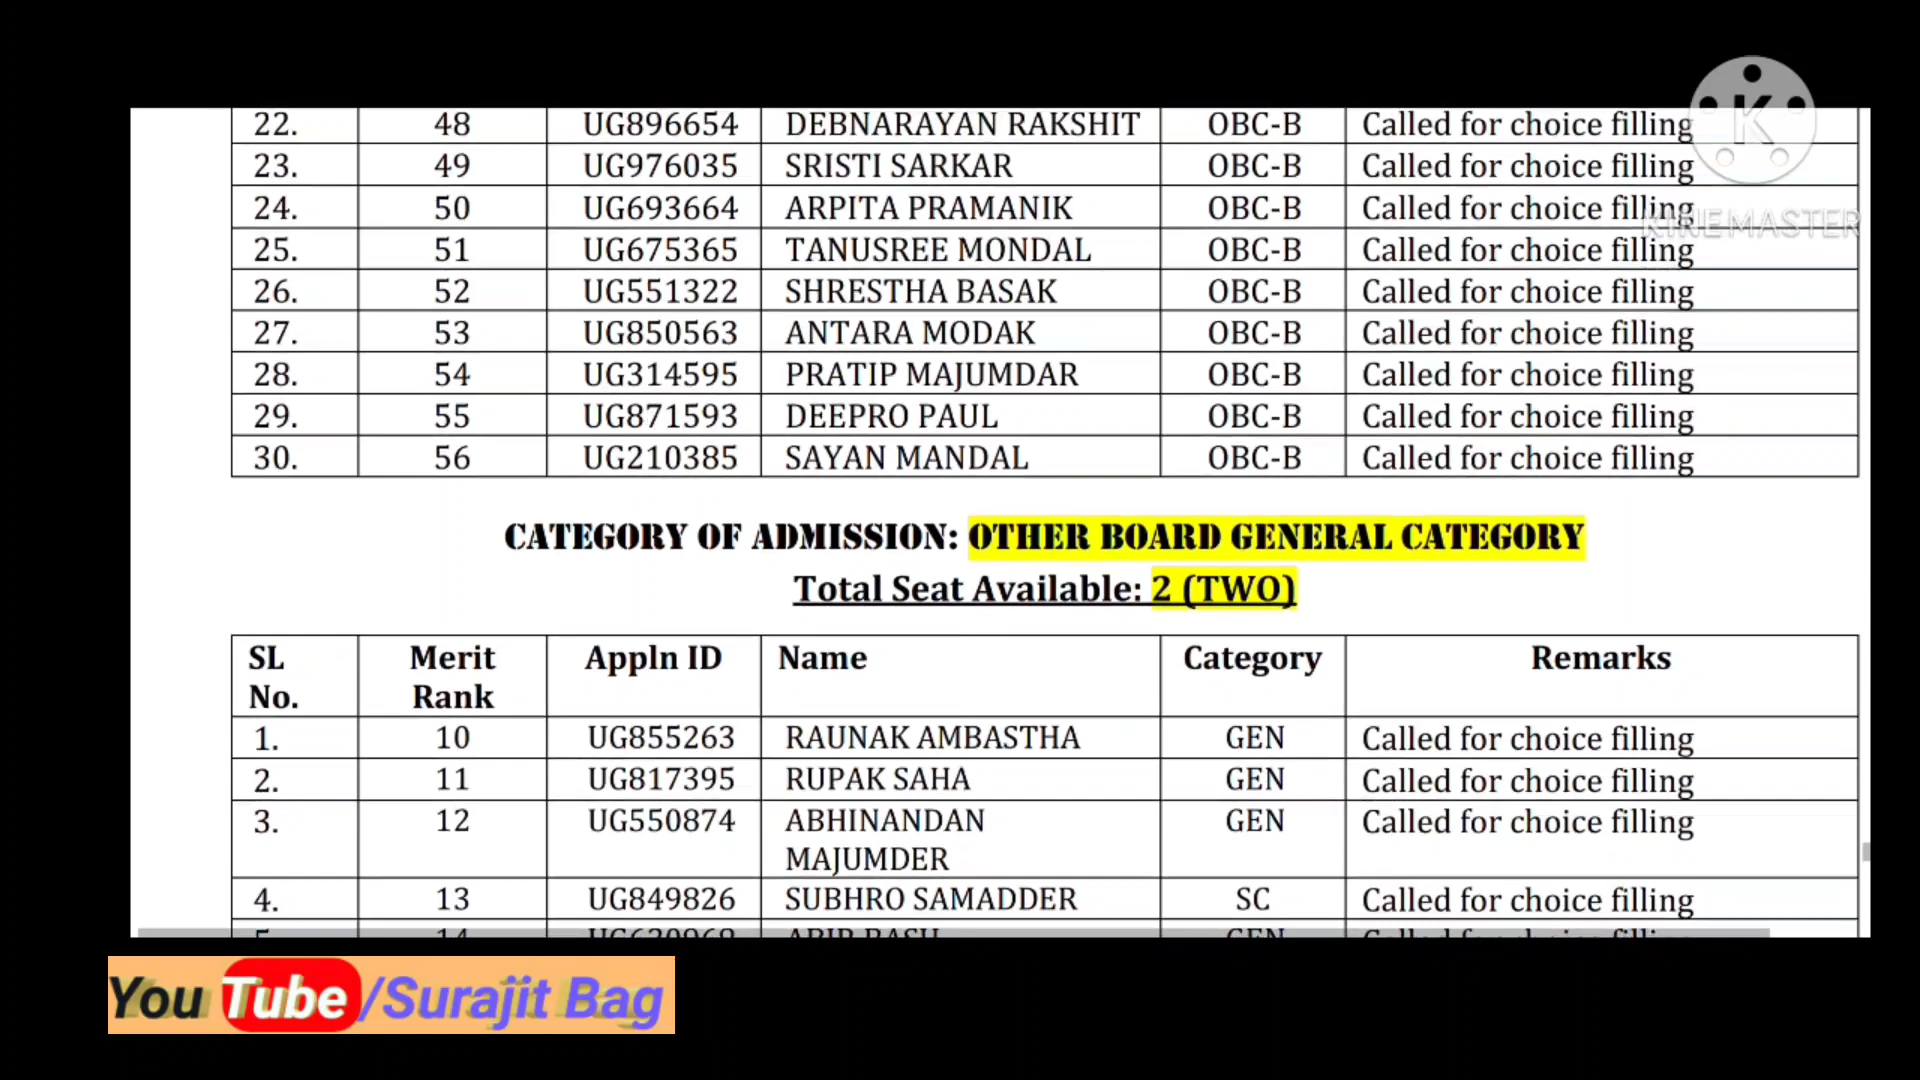 22. 48 UG896654 DEBNARAYAN RAKSHIT OBC-B Called for choice filling
23. 49 UG976035 SRISTI SARKAR OBC-B Called for choice filling
24. 50 UG693664 ARPITA PRAMANIK OBC-B Called for choice filling
25. 51 UG675365 TANUSREE MONDAL OBC-B Called for choice filling
26. 52 UG551322 SHRESTHA BASAK OBC-B Called for choice filling
27. 53 UG850563 ANTARA MODAK OBC-B Called for choice filling
28. 54 UG314595 PRATIP MAJUMDAR OBC-B Called for choice filling
29. 55 UG871593 DEEPRO PAUL OBC-B Called for choice filling
30. 56 UG210385 SAYAN MANDAL OBC-B Called for choice filling
K
KINEMASTER
CATEGORY OF ADMISSION: OTHER BOARD GENERAL CATEGORY
Total Seat Available: 2 (TWO)
SL Merit Appln ID Name Category Remarks
No. Rank
1. 10 UG855263 RAUNAK AMBASTHA GEN Called for choice filling
2. 11 UG817395 RUPAK SAHA GEN Called for choice filling
3. 12 UG550874 ABHINANDAN GEN Called for choice filling
MAJUMDER
4. 13 UG849826 SUBHRO SAMADDER SC Called for choice filling
YouTube/Surajit Bag